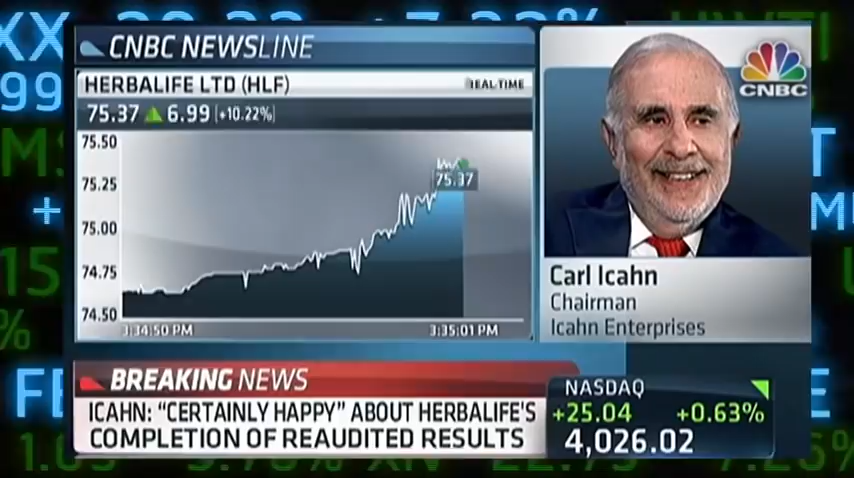 CNBC NEWSLINE
HERBALIFE LTD (HLF)
REAL TIME
75.37 6.99 [+10.22%]
75.50
75.25
75.00
74.75
74.50
75.37
3:34:50 PM
3:35:01 PM
CNBC
Carl Icahn
Chairman
Icahn Enterprises
BREAKING NEWS
ICAHN: “CERTAINLY HAPPY” ABOUT HERBALIFE'S
COMPLETION OF REAUDITED RESULTS
NASDAQ
+25.04 +0.63%
4,026.02